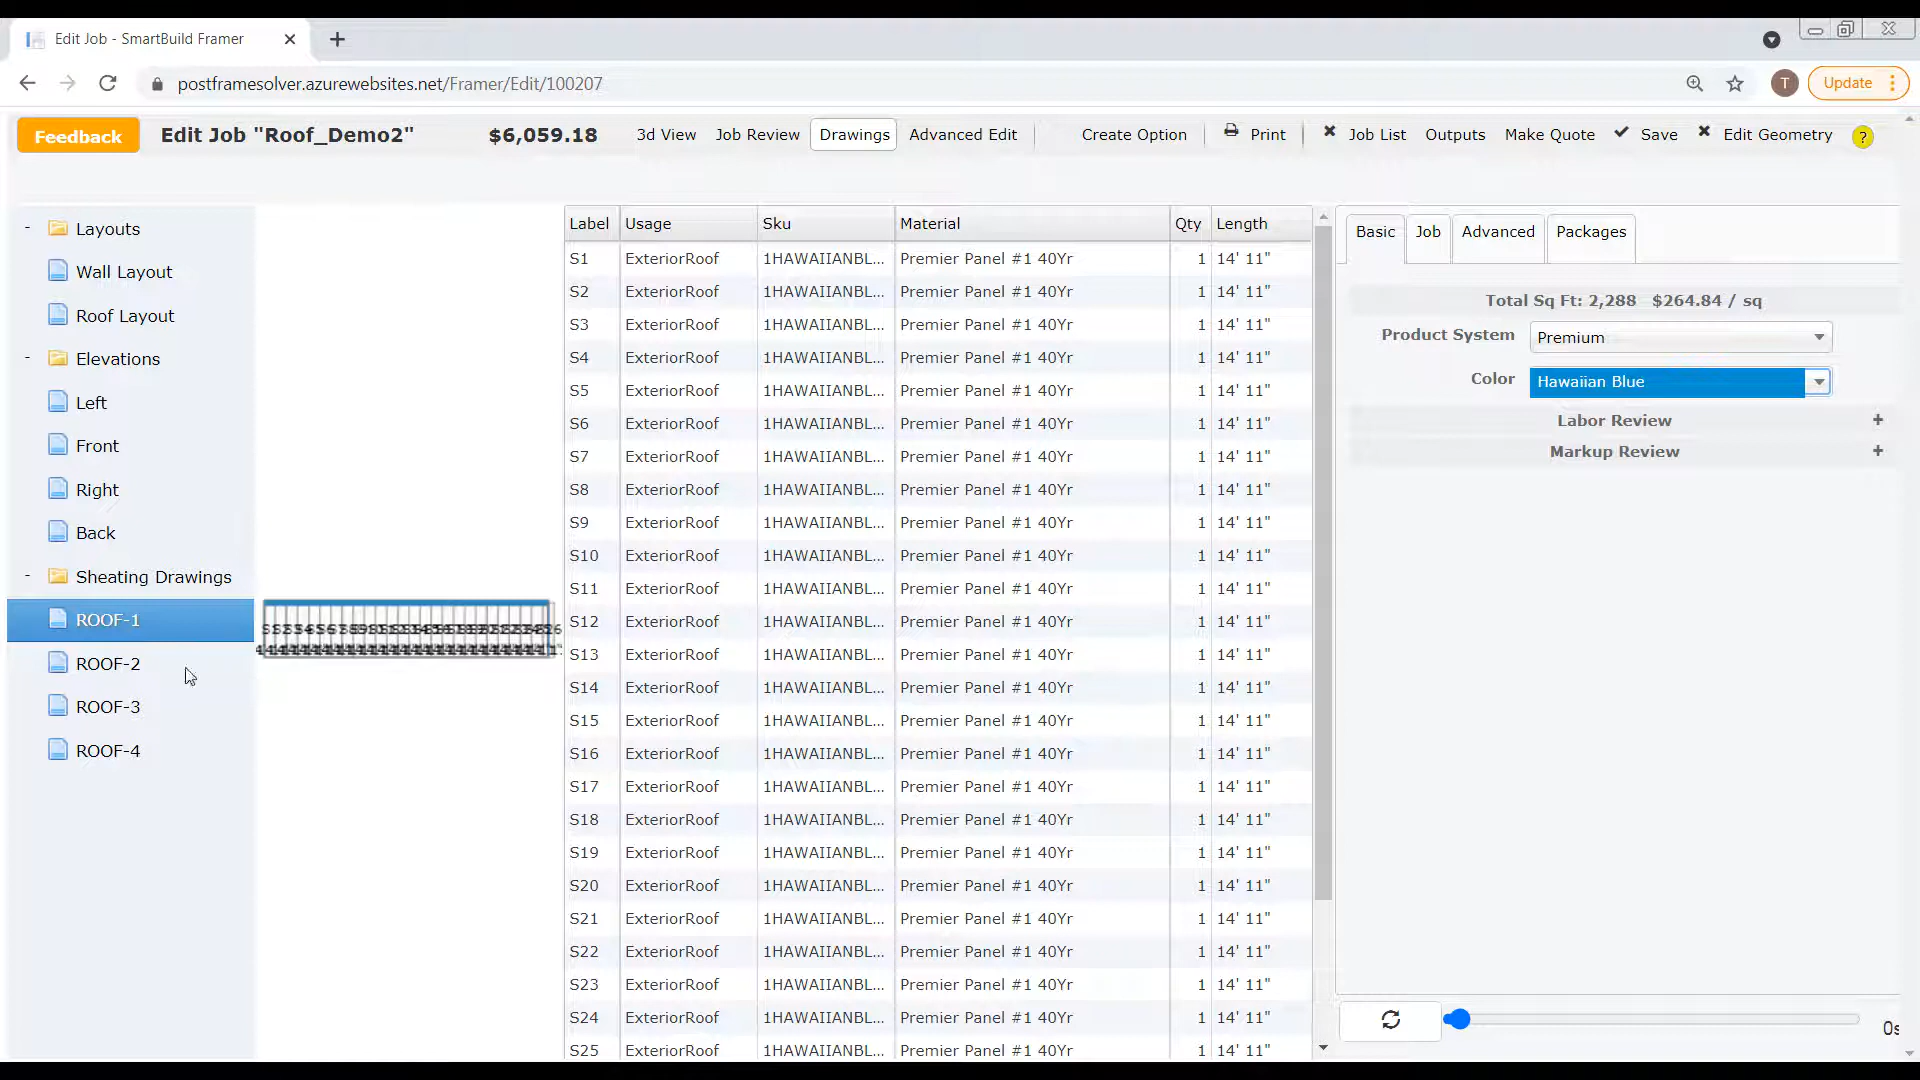 Edit Job - SmartBuild Framer
postframesolver.azurewebsites.net/Framer/Edit/100207
T
Update
Feedback
Edit Job "Roof_Demo2"
$6,059.18
3d View
Job Review
Drawings
Advanced Edit
Create Option
Print
Job List
Outputs
Make Quote
Save
Edit Geometry
?
- Layouts
Wall Layout
Roof Layout
- Elevations
Left
Front
Right
Back
- Sheating Drawings
ROOF-1
ROOF-2
ROOF-3
ROOF-4
Label Usage Sku Material Qty Length
S1 ExteriorRoof 1HAWAIIANBL... Premier Panel #1 40Yr 1 14' 11"
S2 ExteriorRoof 1HAWAIIANBL... Premier Panel #1 40Yr 1 14' 11"
S3 ExteriorRoof 1HAWAIIANBL... Premier Panel #1 40Yr 1 14' 11"
S4 ExteriorRoof 1HAWAIIANBL... Premier Panel #1 40Yr 1 14' 11"
S5 ExteriorRoof 1HAWAIIANBL... Premier Panel #1 40Yr 1 14' 11"
S6 ExteriorRoof 1HAWAIIANBL... Premier Panel #1 40Yr 1 14' 11"
S7 ExteriorRoof 1HAWAIIANBL... Premier Panel #1 40Yr 1 14' 11"
S8 ExteriorRoof 1HAWAIIANBL... Premier Panel #1 40Yr 1 14' 11"
S9 ExteriorRoof 1HAWAIIANBL... Premier Panel #1 40Yr 1 14' 11"
S10 ExteriorRoof 1HAWAIIANBL... Premier Panel #1 40Yr 1 14' 11"
S11 ExteriorRoof 1HAWAIIANBL... Premier Panel #1 40Yr 1 14' 11"
S12 ExteriorRoof 1HAWAIIANBL... Premier Panel #1 40Yr 1 14' 11"
S13 ExteriorRoof 1HAWAIIANBL... Premier Panel #1 40Yr 1 14' 11"
S14 ExteriorRoof 1HAWAIIANBL... Premier Panel #1 40Yr 1 14' 11"
S15 ExteriorRoof 1HAWAIIANBL... Premier Panel #1 40Yr 1 14' 11"
S16 ExteriorRoof 1HAWAIIANBL... Premier Panel #1 40Yr 1 14' 11"
S17 ExteriorRoof 1HAWAIIANBL... Premier Panel #1 40Yr 1 14' 11"
S18 ExteriorRoof 1HAWAIIANBL... Premier Panel #1 40Yr 1 14' 11"
S19 ExteriorRoof 1HAWAIIANBL... Premier Panel #1 40Yr 1 14' 11"
S20 ExteriorRoof 1HAWAIIANBL... Premier Panel #1 40Yr 1 14' 11"
S21 ExteriorRoof 1HAWAIIANBL... Premier Panel #1 40Yr 1 14' 11"
S22 ExteriorRoof 1HAWAIIANBL... Premier Panel #1 40Yr 1 14' 11"
S23 ExteriorRoof 1HAWAIIANBL... Premier Panel #1 40Yr 1 14' 11"
S24 ExteriorRoof 1HAWAIIANBL... Premier Panel #1 40Yr 1 14' 11"
S25 ExteriorRoof 1HAWAIIANBL... Premier Panel #1 40Yr 1 14' 11"
Basic
Job
Advanced
Packages
Total Sq Ft: 2,288 $264.84 / sq
Product System Premium
Color Hawaiian Blue
Labor Review +
Markup Review +
0s